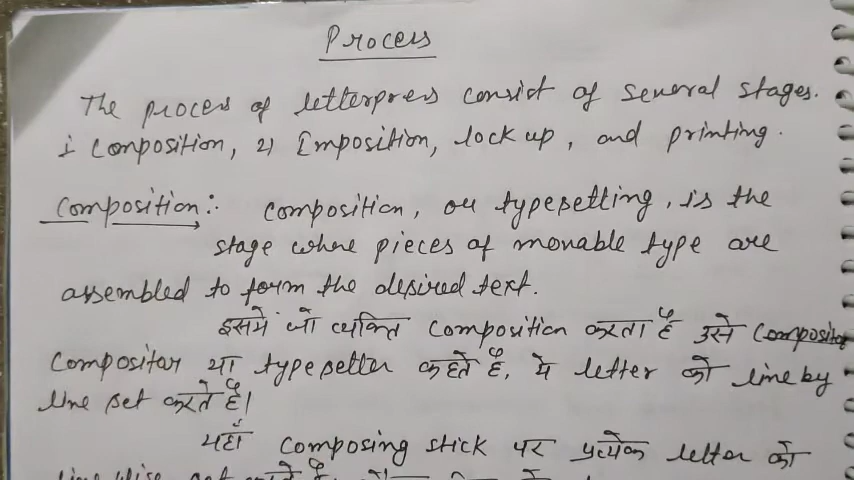 Process
The process of letterpress consist of several stages.
1 Composition, 2) Imposition, lock up, and printing.
Composition:. Composition, or typesetting, is the
stage where pieces of movable type are
assembled to form the desired text.
इसमें जो व्यक्ति Composition करता है उसे Compositor
Compositor या typesetter कहते हैं, ये letter को line by
line set करते है।
यहाँ Composing stick पर प्रत्येक letter को